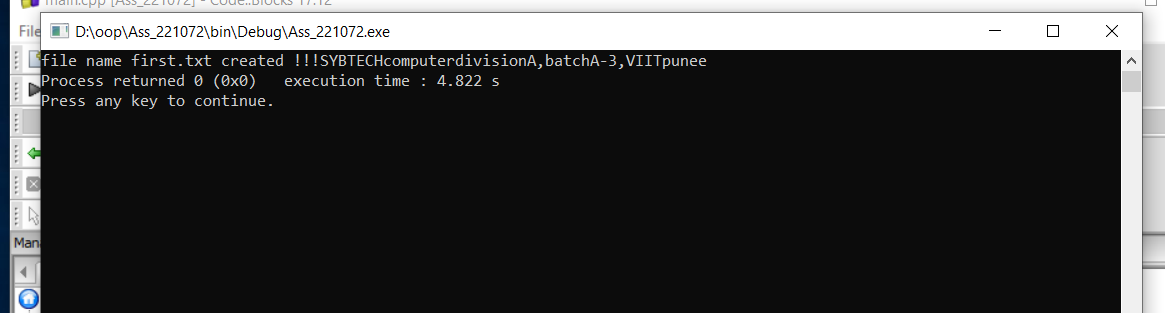 main.cpp [Ass_221072] - Code::Blocks 17.12
File
D:\oop\Ass_221072\bin\Debug\Ass_221072.exe
file name first.txt created !!!SYBTECHcomputerdivisionA,batchA-3,VIITpunee
Process returned 0 (0x0)   execution time : 4.822 s
Press any key to continue.